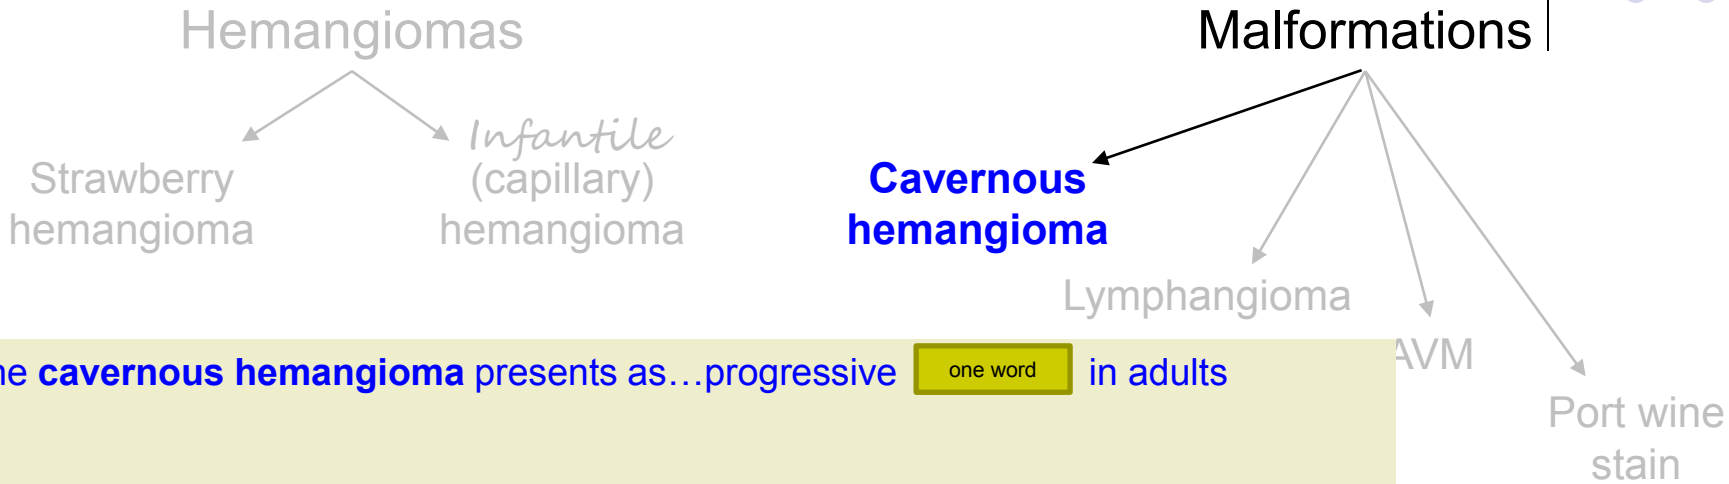 Hemangiomas
Malformations
Infantile
Strawberry
hemangioma
(capillary)
hemangioma
Cavernous
hemangioma
Lymphangioma
AVM
Port wine
stain
cavernous hemangioma presents as…progressive one word in adults